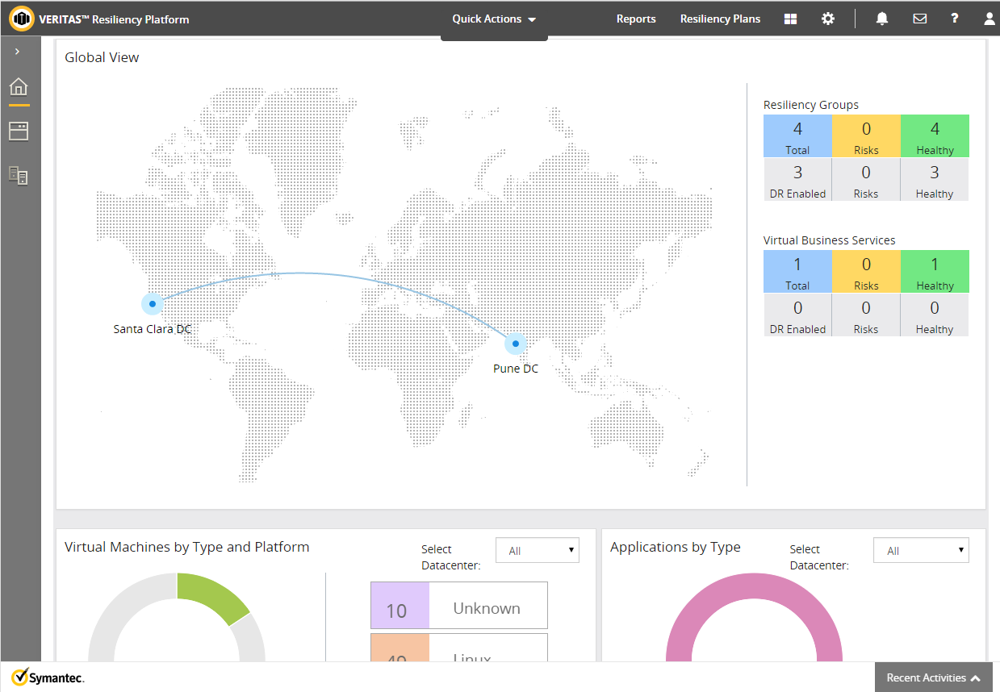 VERITAS™ Resiliency Platform
Quick Actions
Reports
Resiliency Plans
?
Global View
Santa Clara DC
Pune DC
Resiliency Groups
4 0 4
Total Risks Healthy
3 0 3
DR Enabled Risks Healthy
Virtual Business Services
1 0 1
Total Risks Healthy
0 0 0
DR Enabled Risks Healthy
Virtual Machines by Type and Platform
Select
Datacenter:
All
10 Unknown
49 Linux
Applications by Type
Select
Datacenter:
All
Symantec.
Recent Activities